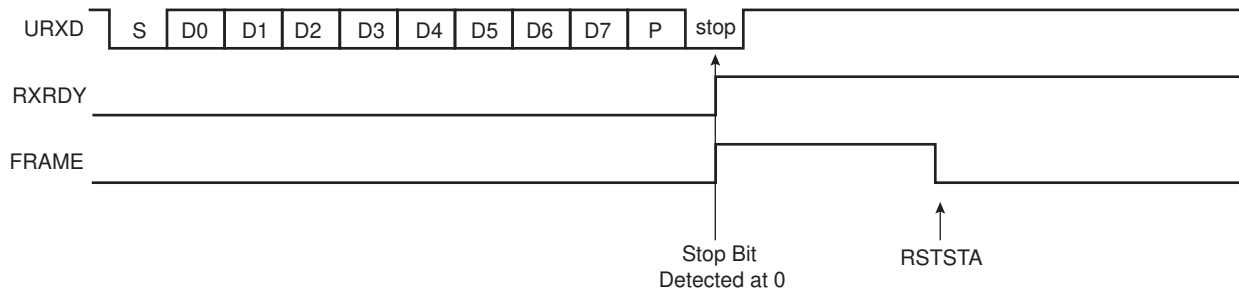 URXD S D0 D1 D2 D3 D4 D5 D6 D7 P stop
RXRDY
FRAME
Stop Bit
Detected at 0
RSTSTA